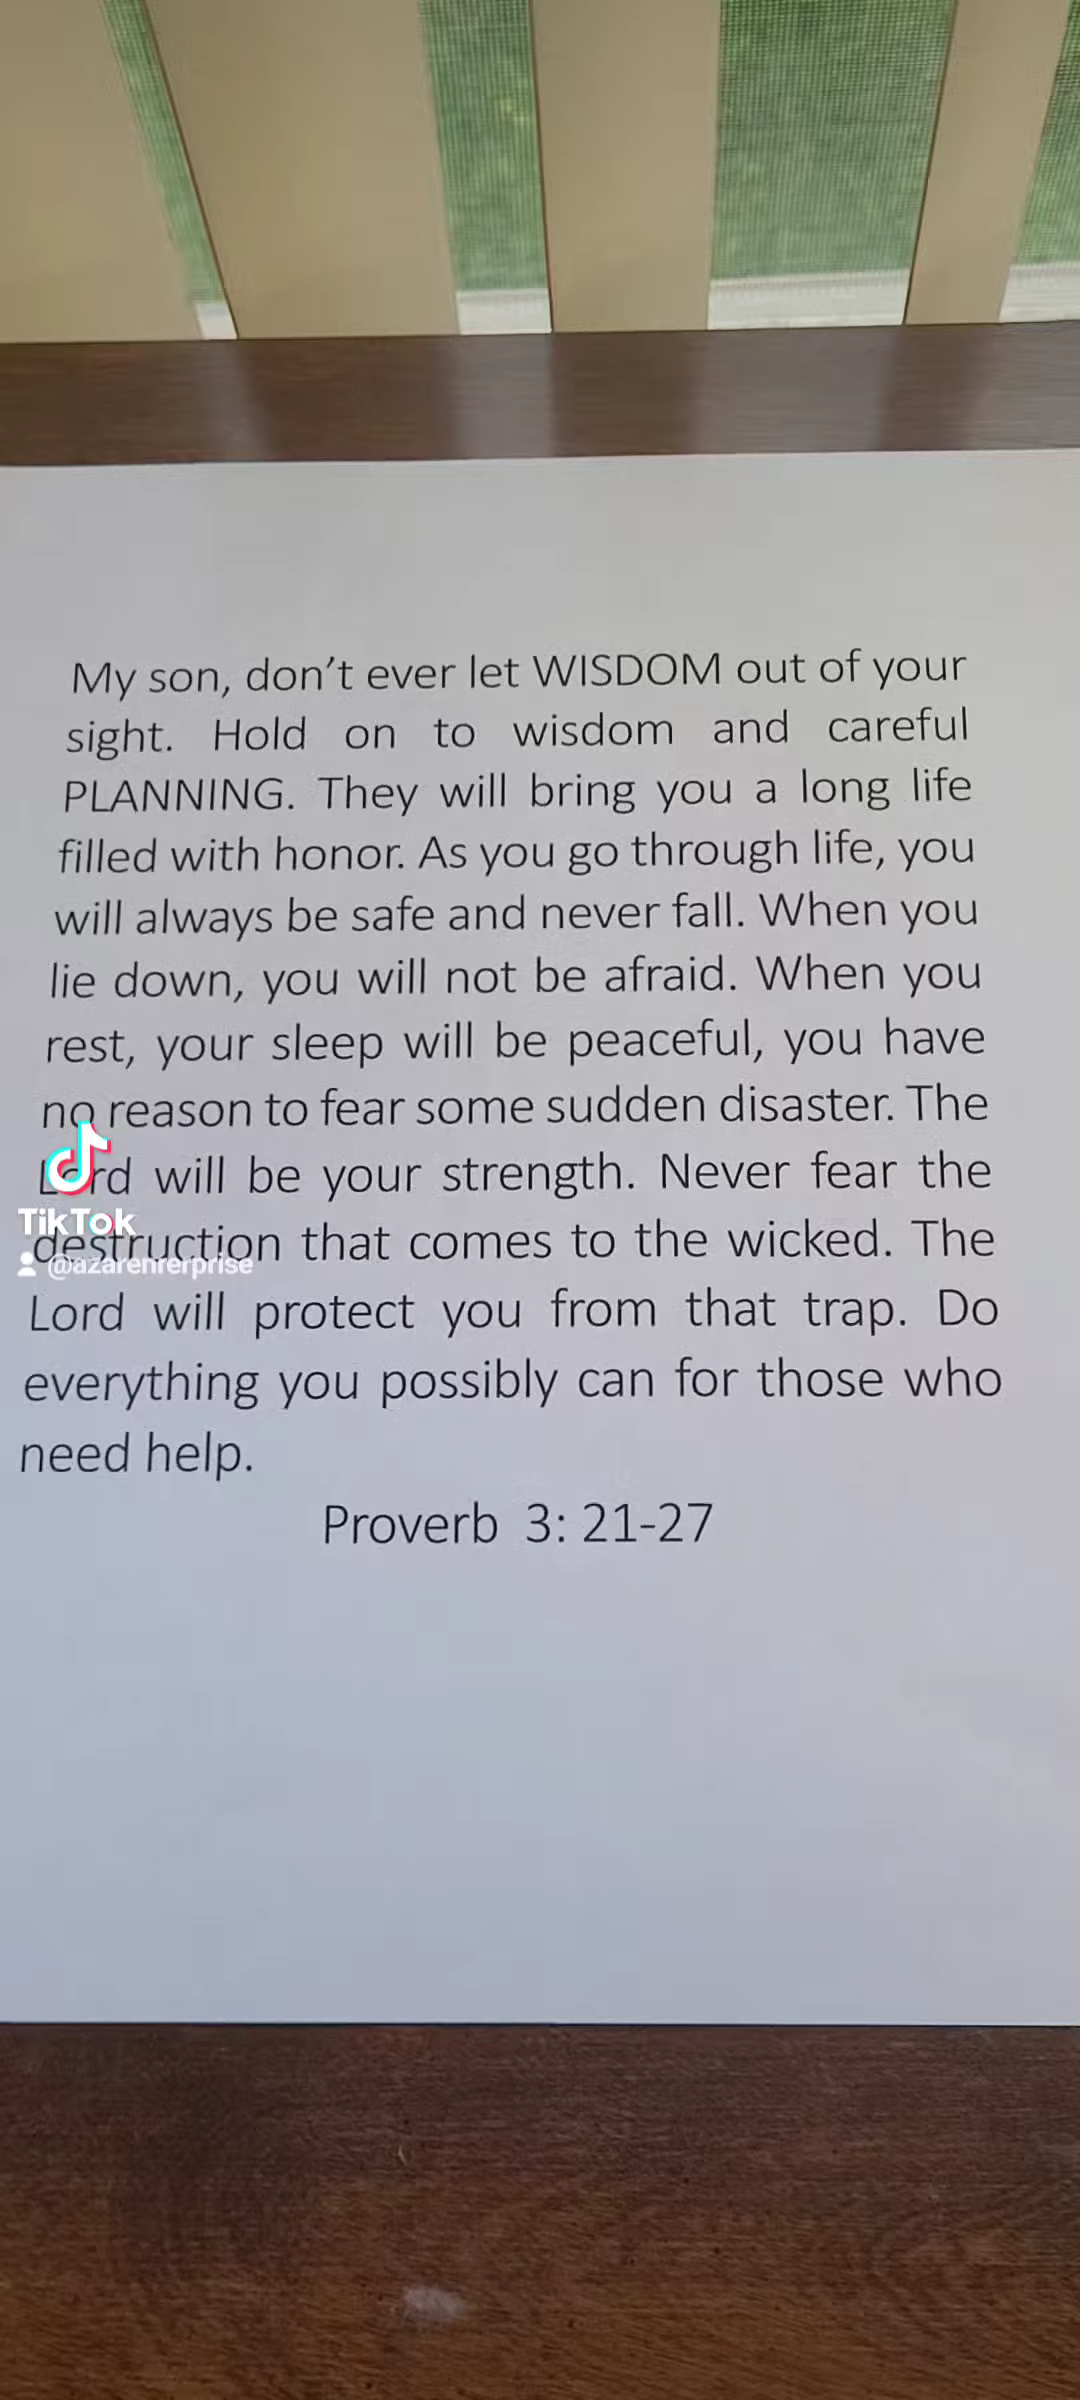 My son, don't ever let WISDOM out of your
sight. Hold on to wisdom and careful
PLANNING. They will bring you a long life
filled with honor. As you go through life, you
will always be safe and never fall. When you
lie down, you will not be afraid. When you
rest, your sleep will be peaceful, you have
no reason to fear some sudden disaster. The
Lord will be your strength. Never fear the
TikTok
destruction that comes to the wicked. The
@azarenrerprise
Lord will protect you from that trap. Do
everything you possibly can for those who
need help.
Proverb 3: 21-27